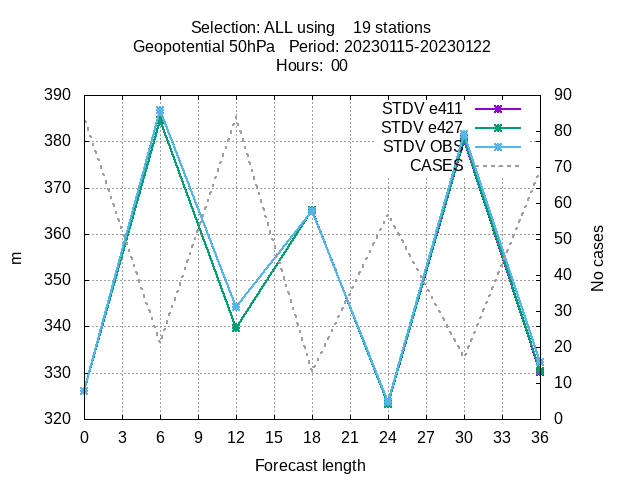 Selection: ALL using    19 stations
Geopotential 50hPa   Period: 20230115-20230122
Hours:  00
STDV e411
STDV e427
STDV OBS
CASES
390
380
370
360
350
340
330
320
m
90
80
70
60
50
40
30
20
10
0
No cases
0 3 6 9 12 15 18 21 24 27 30 33 36
Forecast length